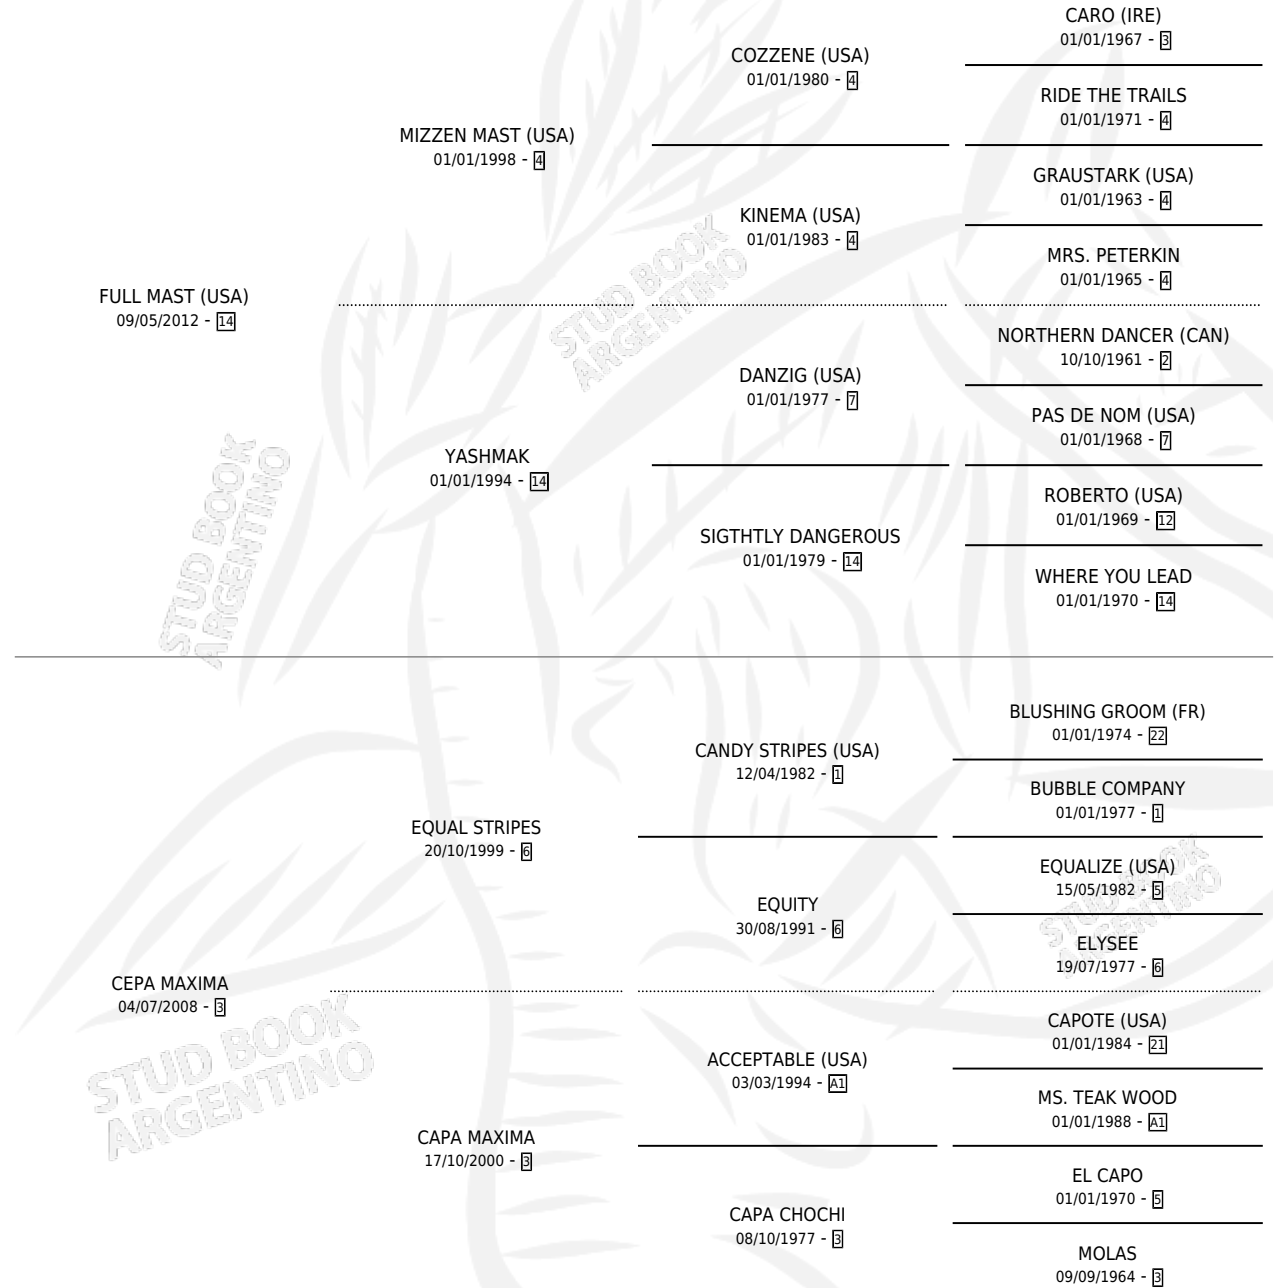 CARO (IRE)
01/01/1967 - 3
COZZENE (USA)
01/01/1980 - 4
RIDE THE TRAILS
01/01/1971 - 4
MIZZEN MAST (USA)
01/01/1998 - 4
GRAUSTARK (USA)
01/01/1963 - 4
KINEMA (USA)
01/01/1983 - 4
MRS. PETERKIN
01/01/1965 - 4
FULL MAST (USA)
09/05/2012 - 14
NORTHERN DANCER (CAN)
10/10/1961 - 2
DANZIG (USA)
01/01/1977 - 7
PAS DE NOM (USA)
01/01/1968 - 7
YASHMAK
01/01/1994 - 14
ROBERTO (USA)
01/01/1969 - 12
SIGTHTLY DANGEROUS
01/01/1979 - 14
WHERE YOU LEAD
01/01/1970 - 14
BLUSHING GROOM (FR)
01/01/1974 - 22
CANDY STRIPES (USA)
12/04/1982 - 1
BUBBLE COMPANY
01/01/1977 - 1
EQUAL STRIPES
20/10/1999 - 6
EQUALIZE (USA)
15/05/1982 - 5
EQUITY
30/08/1991 - 6
ELYSEE
19/07/1977 - 6
CEPA MAXIMA
04/07/2008 - 3
CAPOTE (USA)
01/01/1984 - 21
ACCEPTABLE (USA)
03/03/1994 - A1
MS. TEAK WOOD
01/01/1988 - A1
CAPA MAXIMA
17/10/2000 - 3
EL CAPO
01/01/1970 - 5
CAPA CHOCHI
08/10/1977 - 3
MOLAS
09/09/1964 - 3
STUD BOOK
ARGENTINO
STUD BOOK
ARGENTINO
STUD BOOK
ARGENTINO
STUD BOOK
ARGENTINO